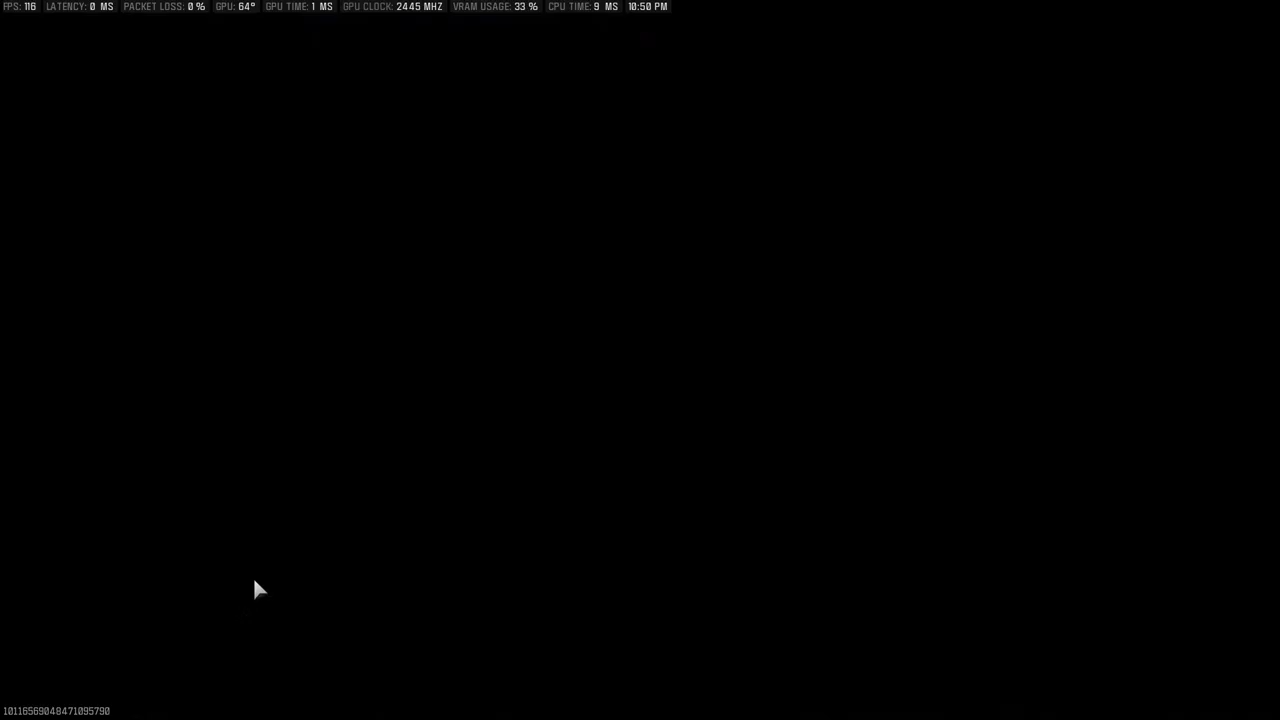 FPS: 116 LATENCY: 0 MS PACKET LOSS: 0 % GPU: 64° GPU TIME: 1 MS GPU CLOCK: 2445 MHZ VRAM USAGE: 33 % CPU TIME: 9 MS 10:50 PM
10116569048471095790